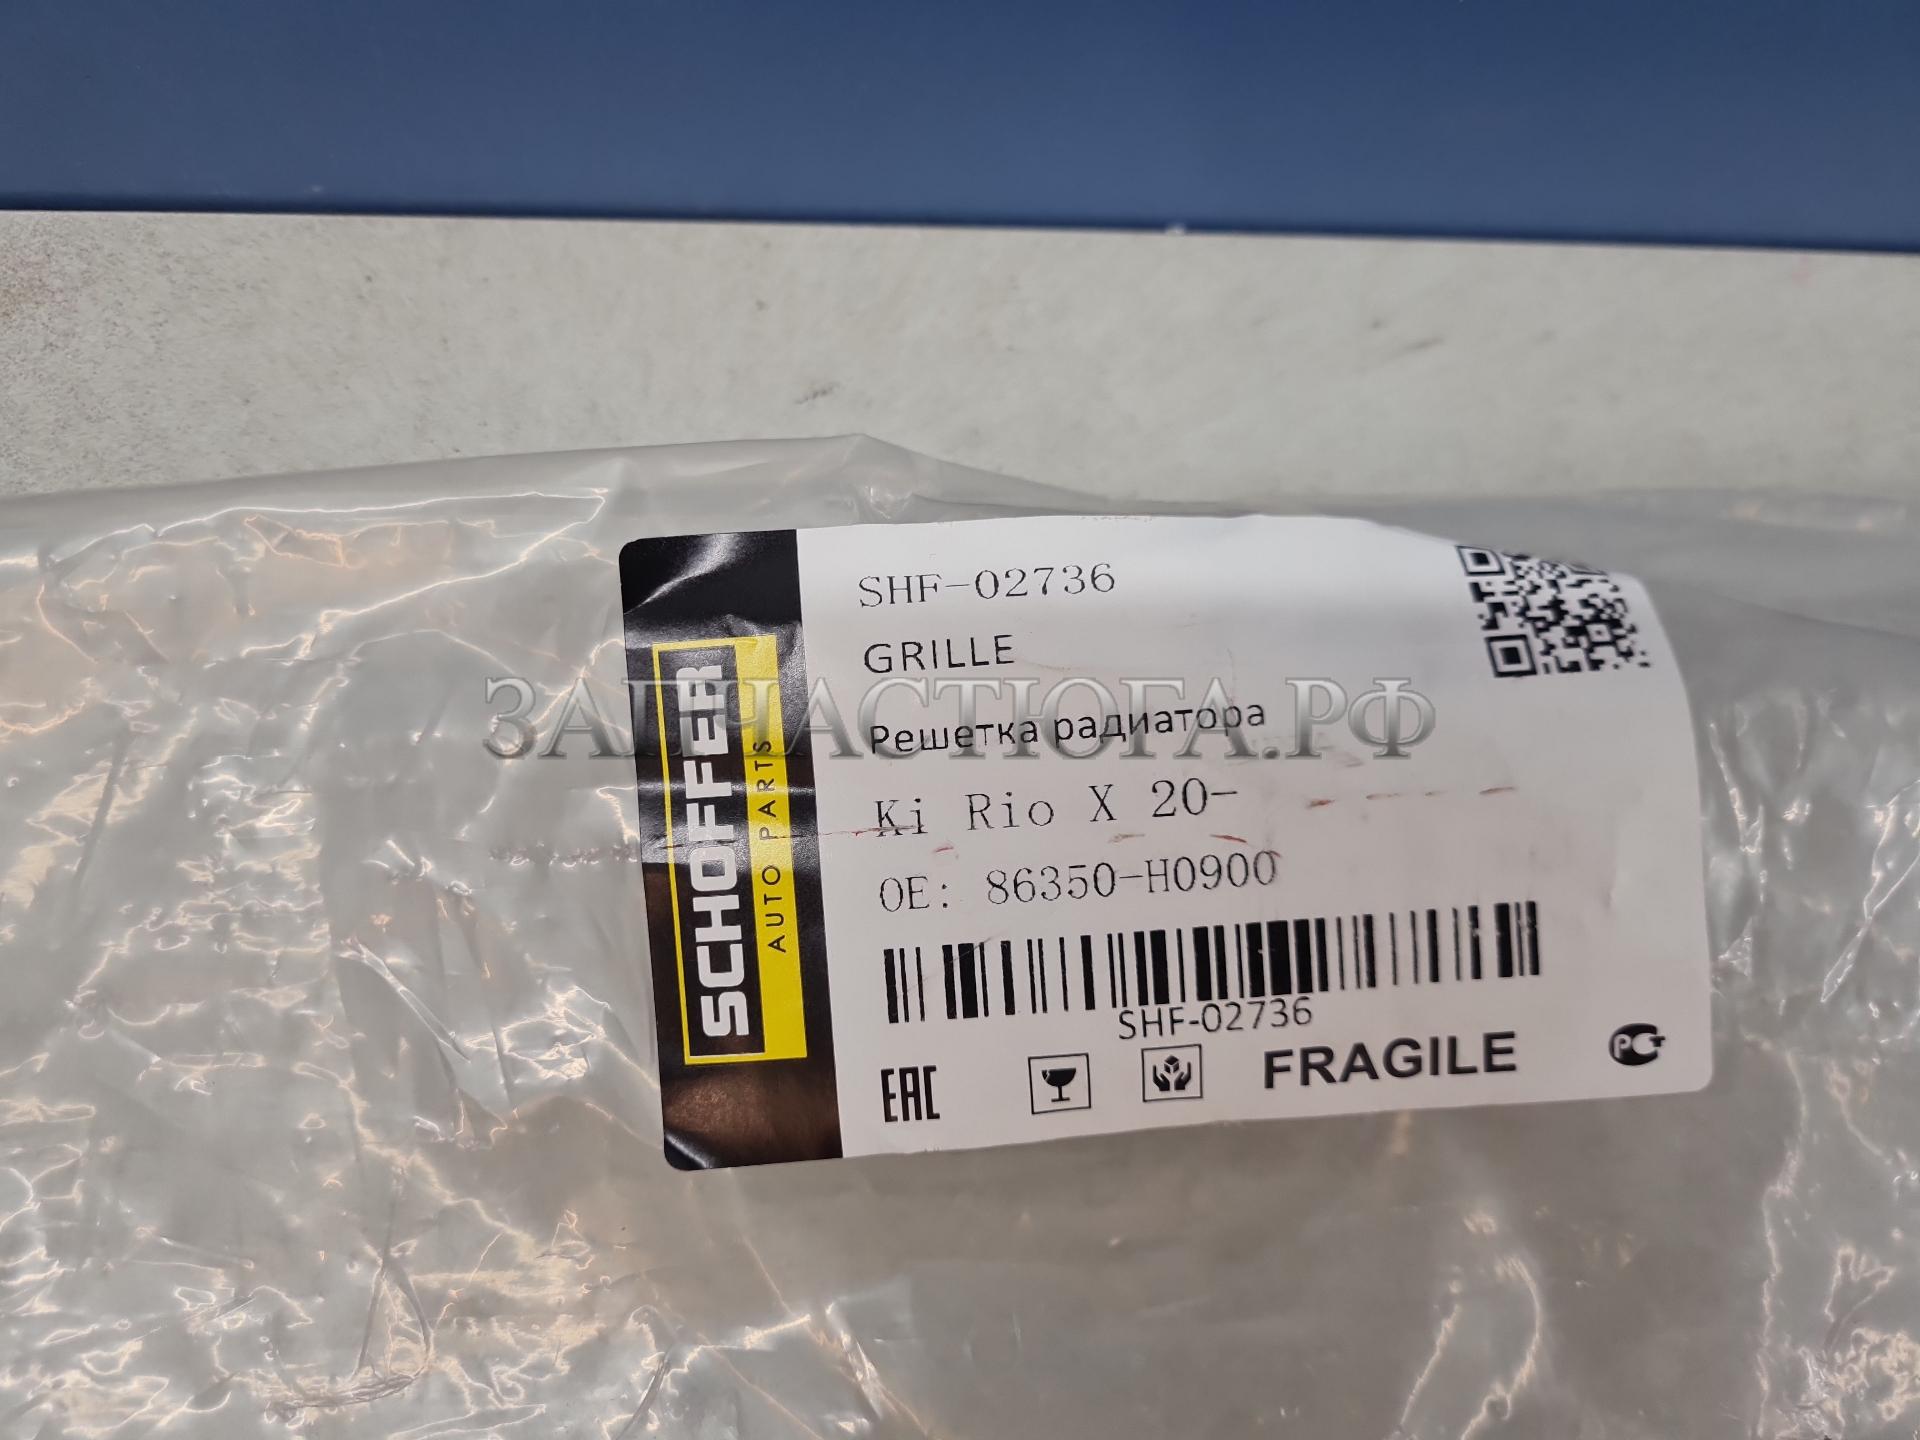 SCHOFFER
AUTO PARTS
SHF-02736
GRILLE
Решетка радиатора
Ki Rio X 20-
OE: 86350-H0900
SHF-02736
EAC
FRAGILE
РСТ
ЗАПЧАСТЮГА.РФ